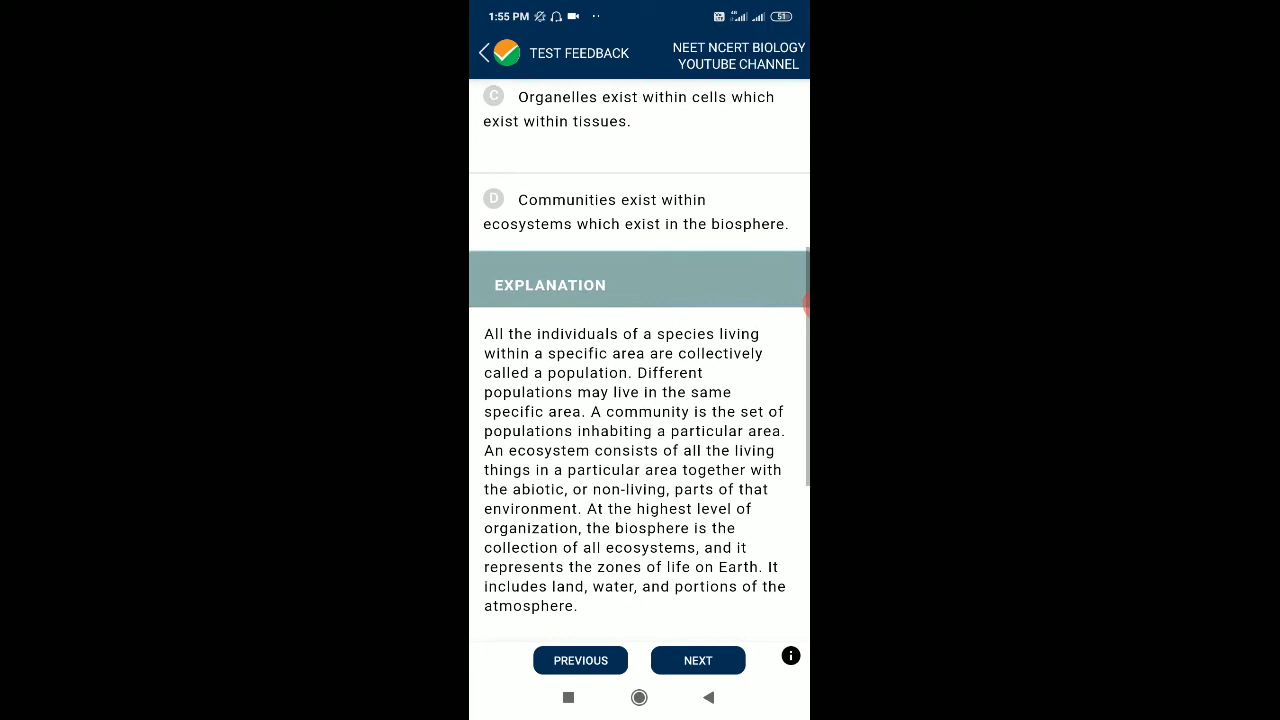 1:55 PM
4G
51
TEST FEEDBACK
NEET NCERT BIOLOGY
YOUTUBE CHANNEL
C Organelles exist within cells which
exist within tissues.
D Communities exist within
ecosystems which exist in the biosphere.
EXPLANATION
All the individuals of a species living
within a specific area are collectively
called a population. Different
populations may live in the same
specific area. A community is the set of
populations inhabiting a particular area.
An ecosystem consists of all the living
things in a particular area together with
the abiotic, or non-living, parts of that
environment. At the highest level of
organization, the biosphere is the
collection of all ecosystems, and it
represents the zones of life on Earth. It
includes land, water, and portions of the
atmosphere.
PREVIOUS
NEXT